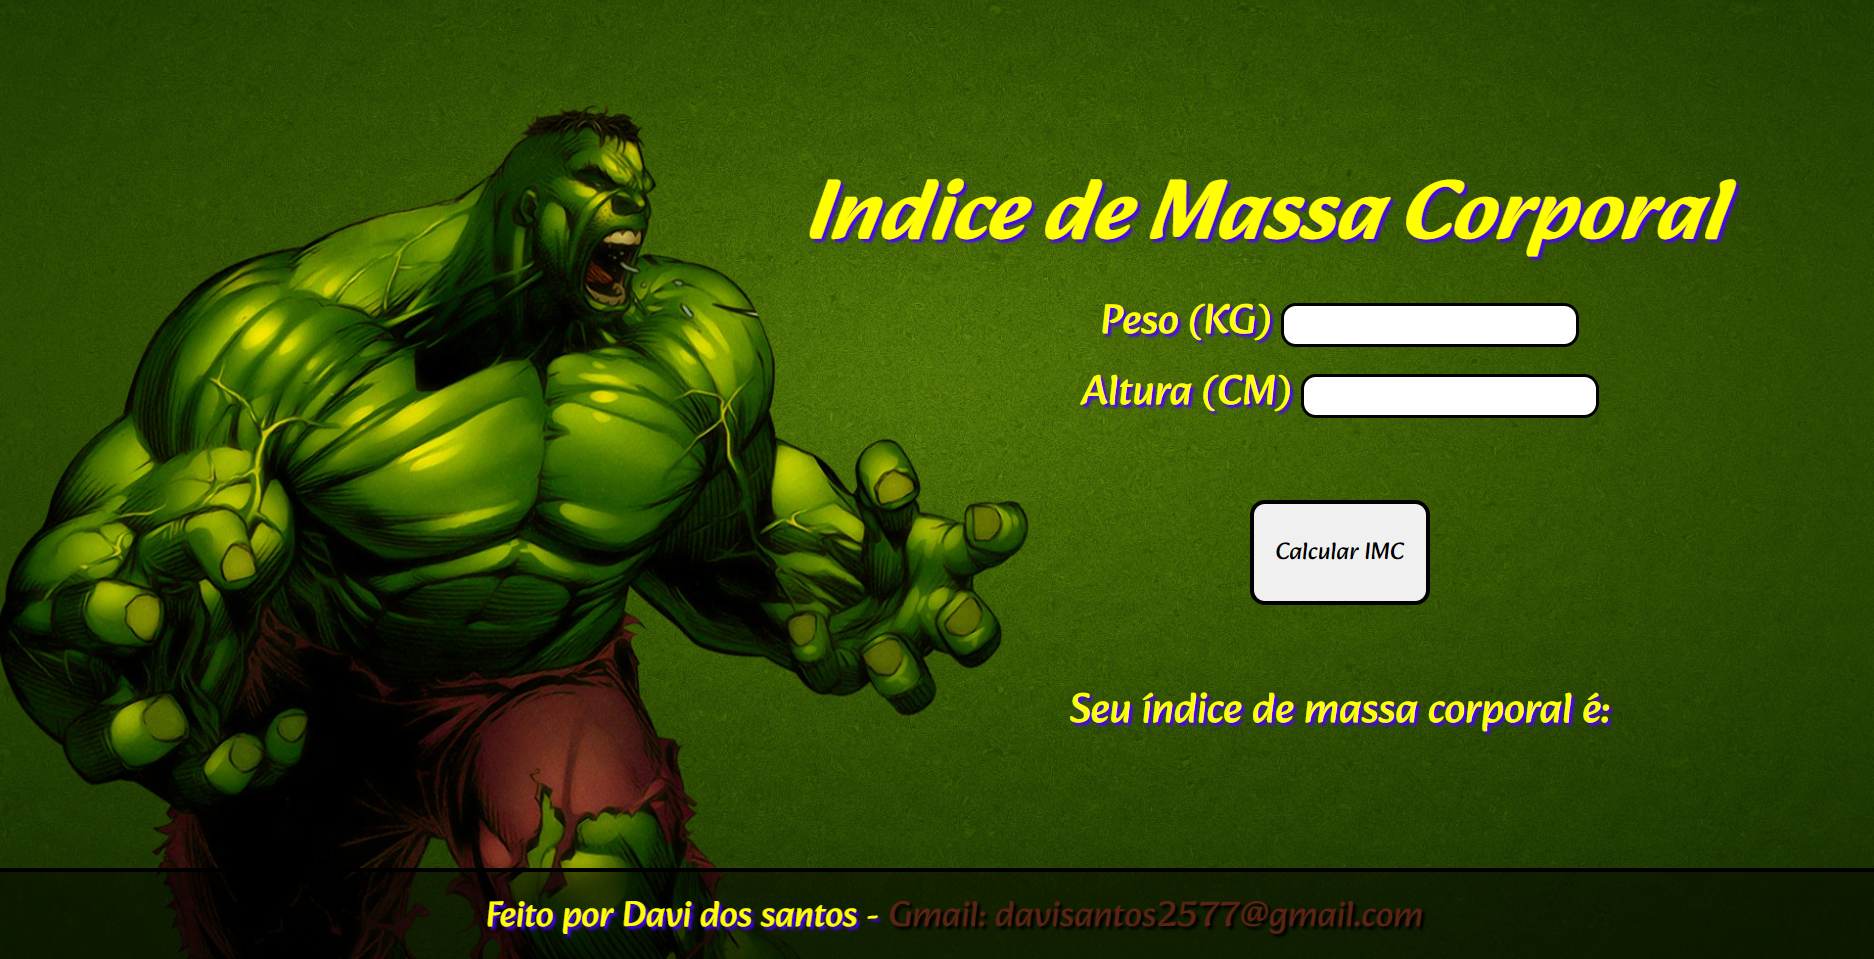 Indice de Massa Corporal
Peso (KG)
Altura (CM)
Calcular IMC
Seu índice de massa corporal é:
Feito por Davi dos santos - Gmail: davisantos2577@gmail.com